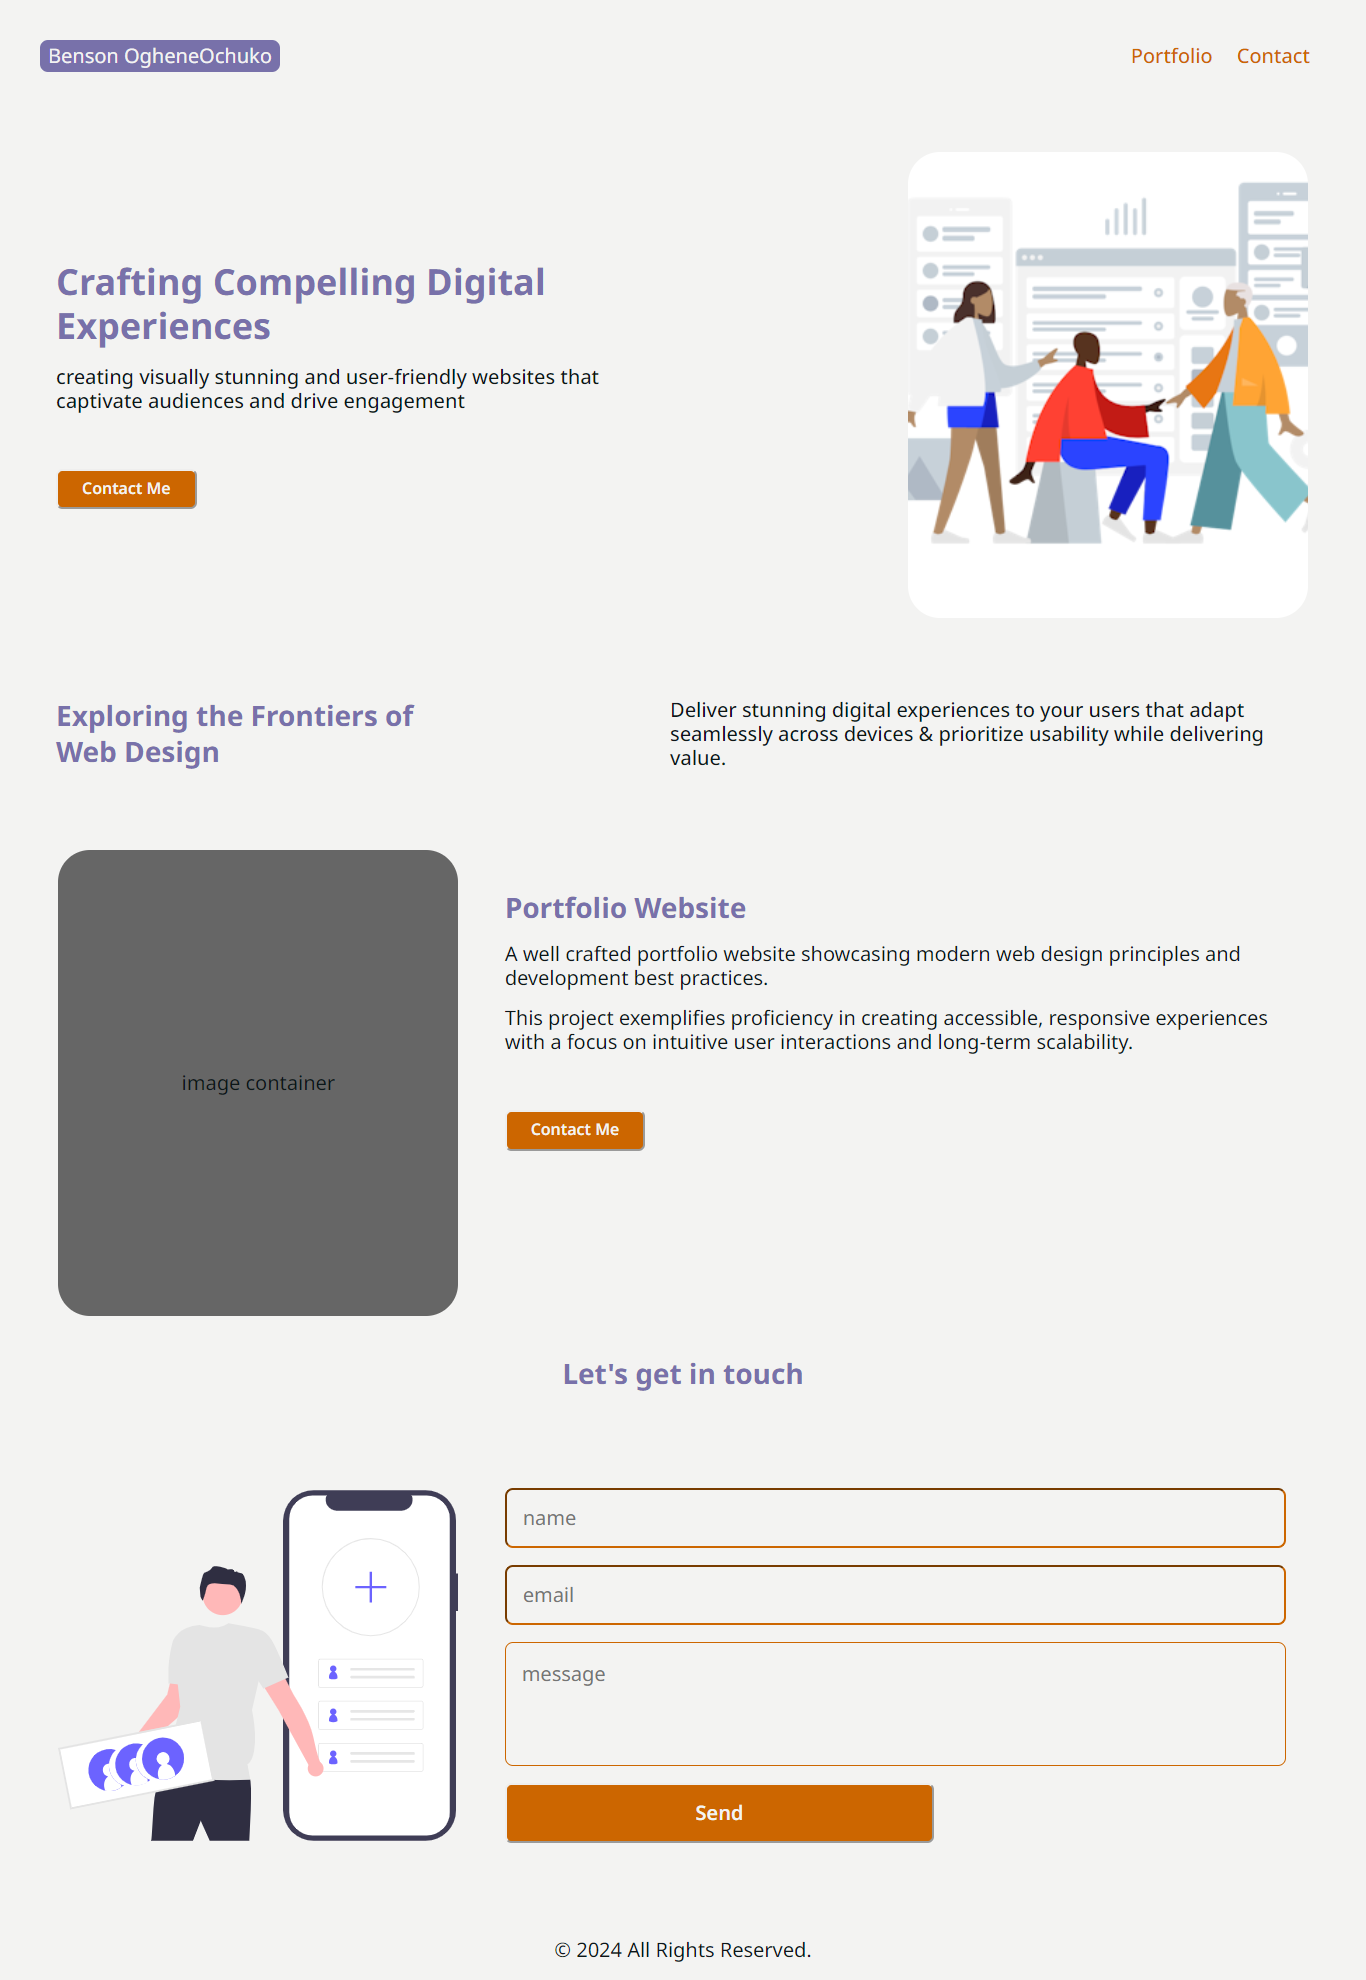 Benson OgheneOchuko
Portfolio
Contact
Crafting Compelling Digital
Experiences
creating visually stunning and user-friendly websites that
captivate audiences and drive engagement
Contact Me
Exploring the Frontiers of
Web Design
Deliver stunning digital experiences to your users that adapt
seamlessly across devices & prioritize usability while delivering
value.
image container
Portfolio Website
A well crafted portfolio website showcasing modern web design principles and
development best practices.
This project exemplifies proficiency in creating accessible, responsive experiences
with a focus on intuitive user interactions and long-term scalability.
Contact Me
Let's get in touch
name
email
message
Send
© 2024 All Rights Reserved.